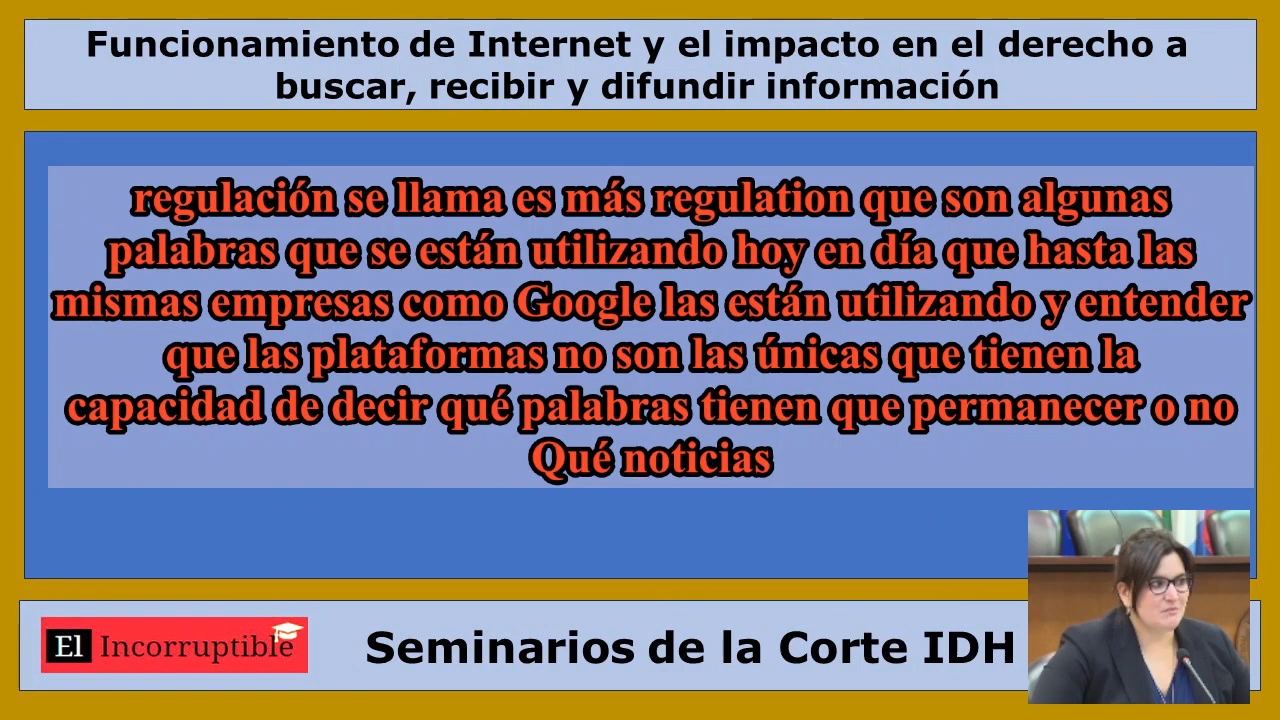 Funcionamiento de Internet y el impacto en el derecho a
buscar, recibir y difundir información
regulación se llama es más regulation que son algunas
palabras que se están utilizando hoy en día que hasta las
mismas empresas como Google las están utilizando y entender
que las plataformas no son las únicas que tienen la
capacidad de decir qué palabras tienen que permanecer o no
Qué noticias
El Incorruptible
Seminarios de la Corte IDH